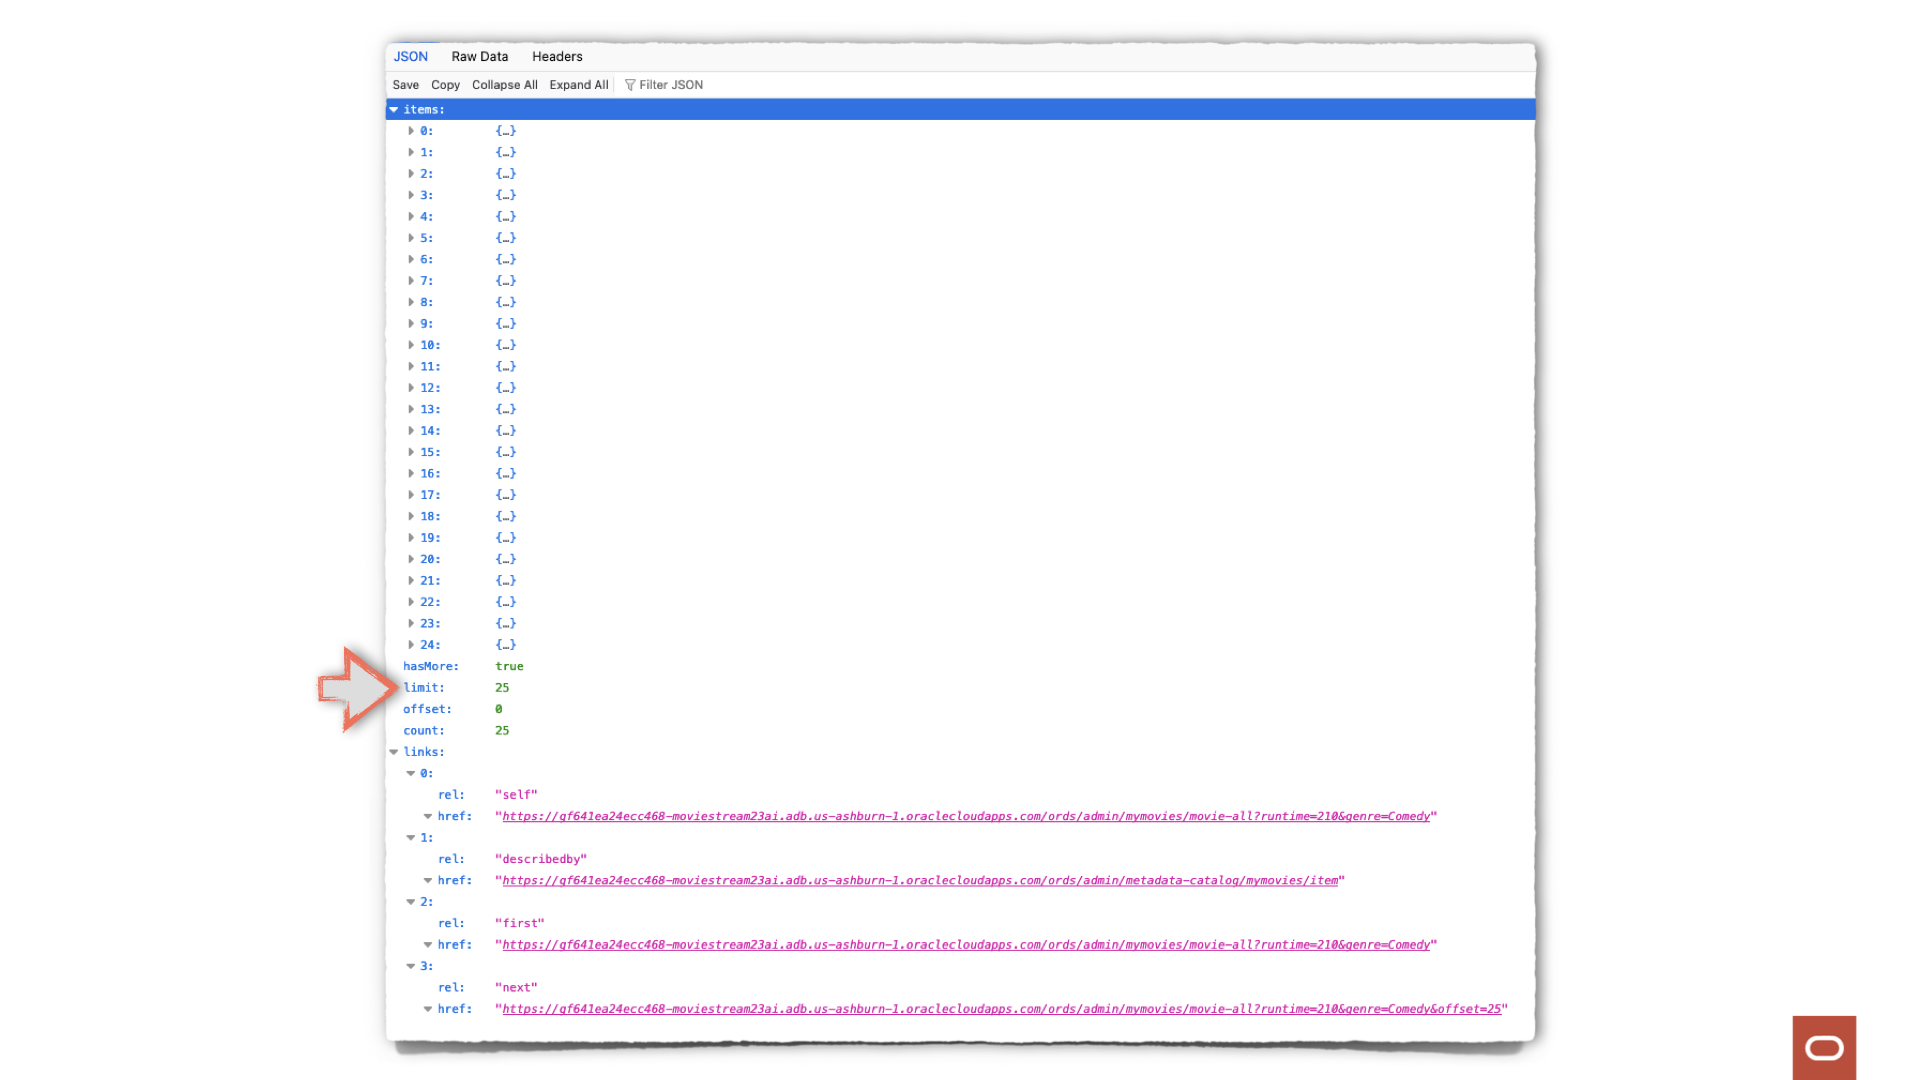 JSON Raw Data Headers
Save Copy Collapse All Expand All Filter JSON
items:
0: {…}
1: {…}
2: {…}
3: {…}
4: {…}
5: {…}
6: {…}
7: {…}
8: {…}
9: {…}
10: {…}
11: {…}
12: {…}
13: {…}
14: {…}
15: {…}
16: {…}
17: {…}
18: {…}
19: {…}
20: {…}
21: {…}
22: {…}
23: {…}
24: {…}
hasMore: true
limit: 25
offset: 0
count: 25
links:
0:
rel: "self"
href: "https://gf641ea24ecc468-moviestream23ai.adb.us-ashburn-1.oraclecloudapps.com/ords/admin/mymovies/movie-all?runtime=210&genre=Comedy"
1:
rel: "describedby"
href: "https://gf641ea24ecc468-moviestream23ai.adb.us-ashburn-1.oraclecloudapps.com/ords/admin/metadata-catalog/mymovies/item"
2:
rel: "first"
href: "https://gf641ea24ecc468-moviestream23ai.adb.us-ashburn-1.oraclecloudapps.com/ords/admin/mymovies/movie-all?runtime=210&genre=Comedy"
3:
rel: "next"
href: "https://gf641ea24ecc468-moviestream23ai.adb.us-ashburn-1.oraclecloudapps.com/ords/admin/mymovies/movie-all?runtime=210&genre=Comedy&offset=25"